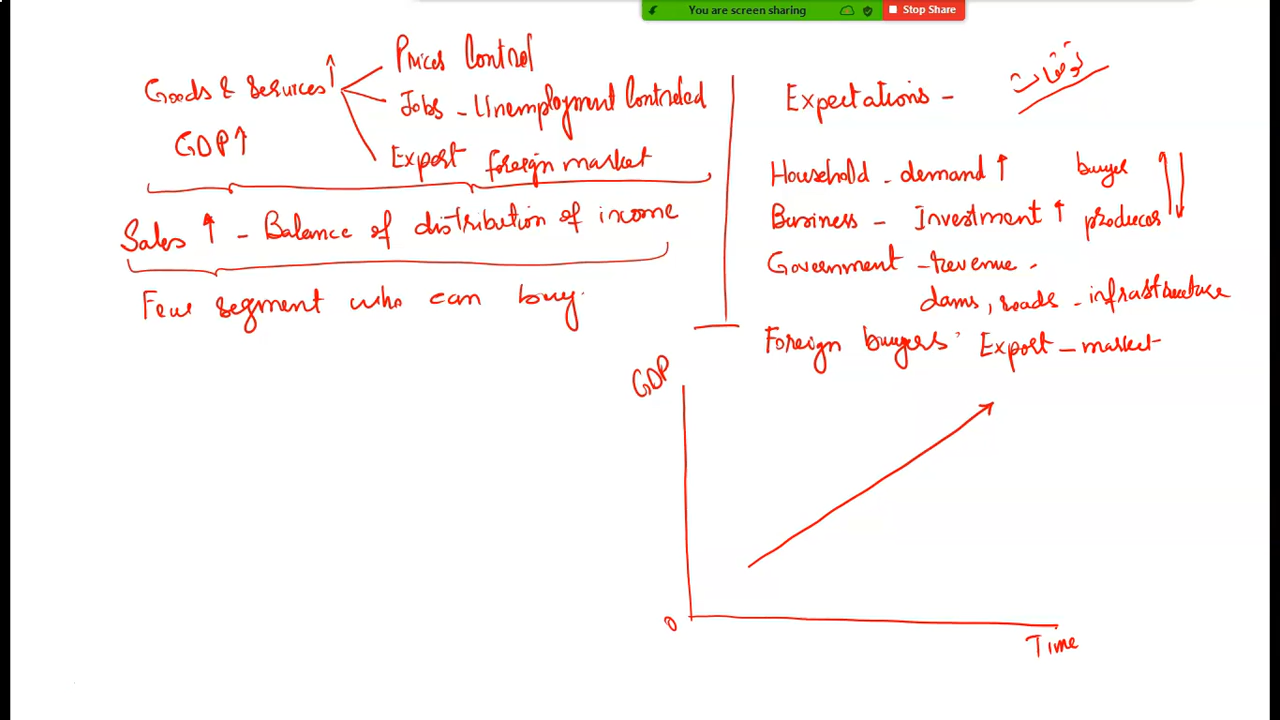 You are screen sharing
Stop Share
Goods & services ↑
GDP ↑
Prices Control
Jobs - Unemployment Controlled
Export foreign market
Sales ↑ - Balance of distribution of income
Few segment who can buy.
Expectations - توقعات
Household - demand ↑ buyer
Business - Investment ↑ producer
Government - revenue.
dams, roads - infrastructure
Foreign buyers. Export - market
GDP
0
Time